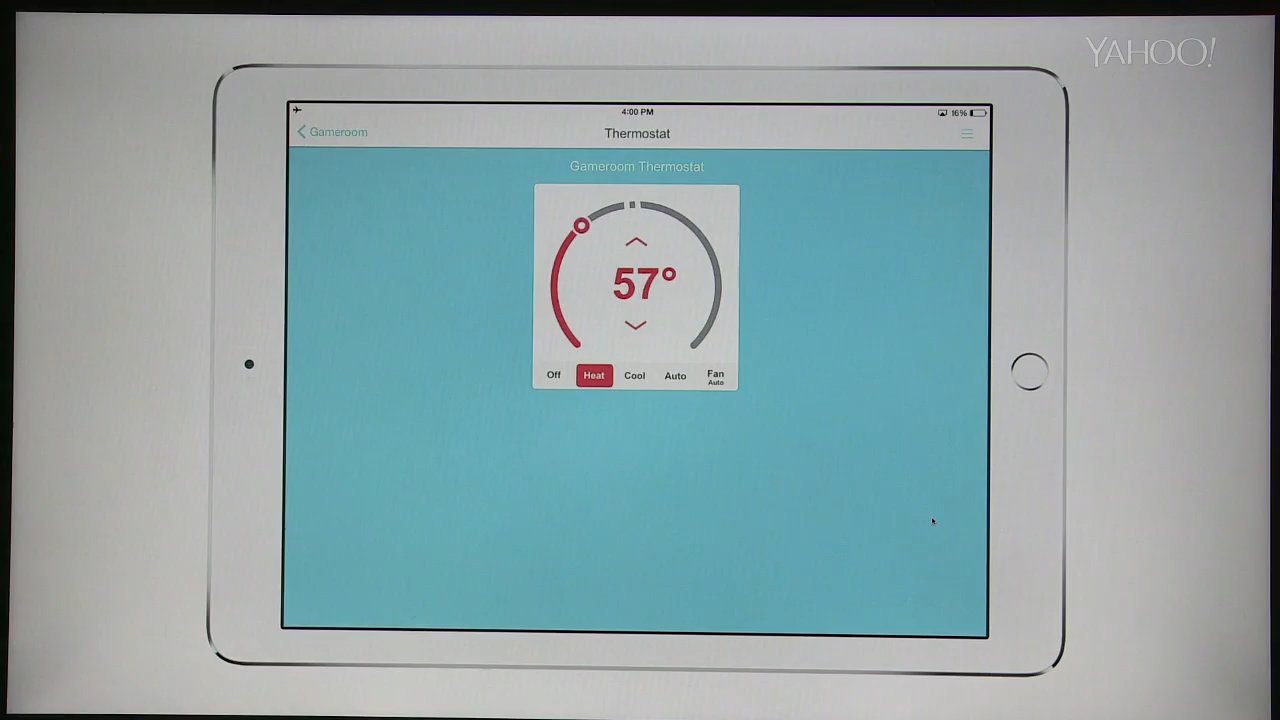 YAHOO!
4:00 PM
16%
Gameroom
Thermostat
Gameroom Thermostat
57°
Off
Heat
Cool
Auto
Fan
Auto